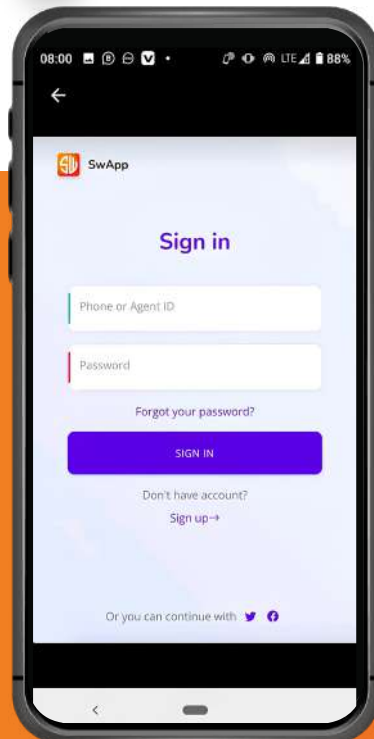 08:00 LTE 88%
SwApp
Sign in
Phone or Agent ID
Password
Forgot your password?
SIGN IN
Don't have account?
Sign up→
Or you can continue with